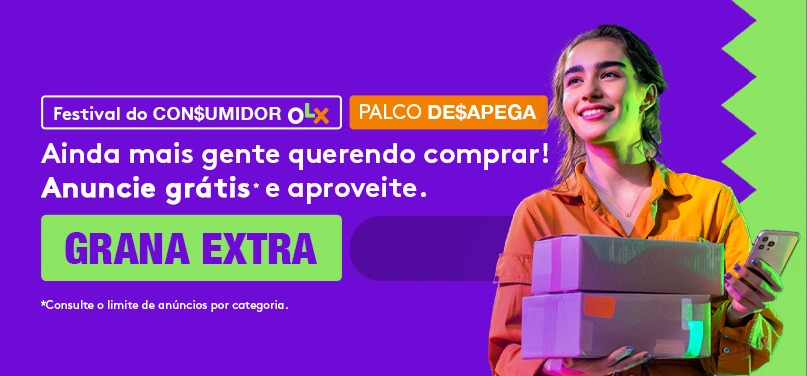 Festival do CON$UMIDOR OLX PALCO DE$APEGA
Ainda mais gente querendo comprar!
Anuncie grátis* e aproveite.
GRANA EXTRA
*Consulte o limite de anúncios por categoria.